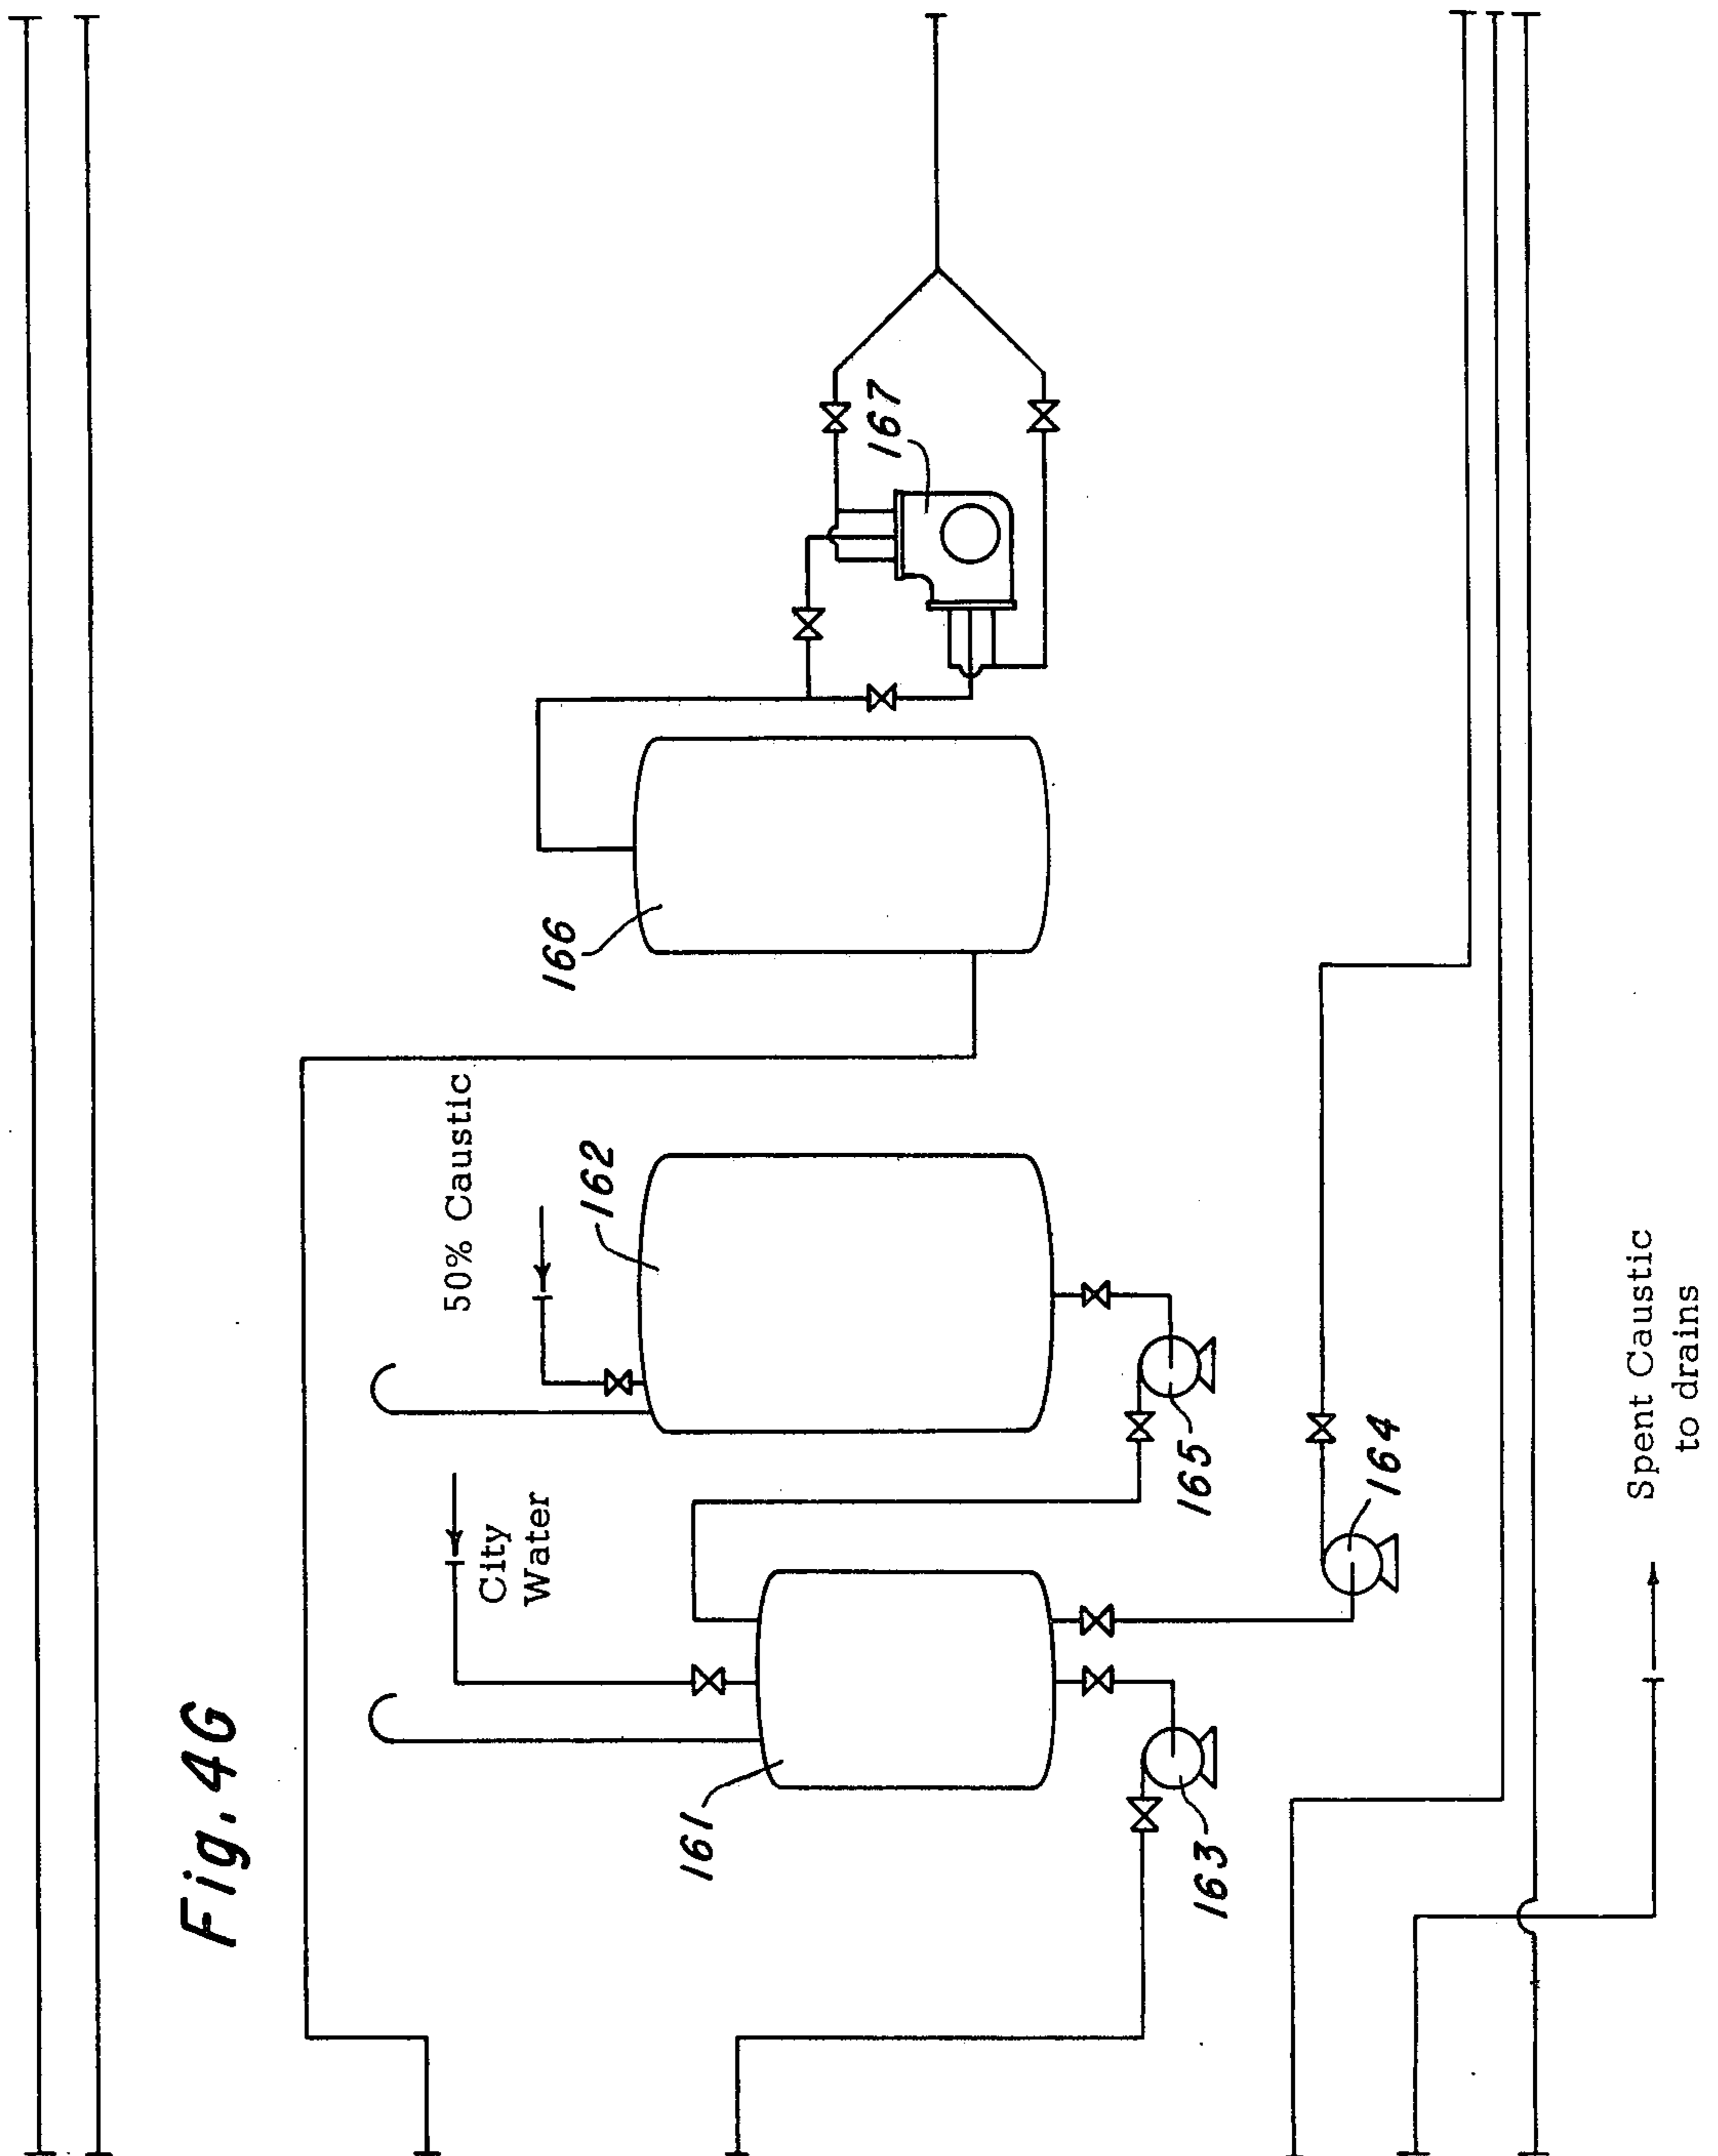 Fig. 4G
City
Water
50% Caustic
161
162
166
167
163
165
164
Spent Caustic
to drains